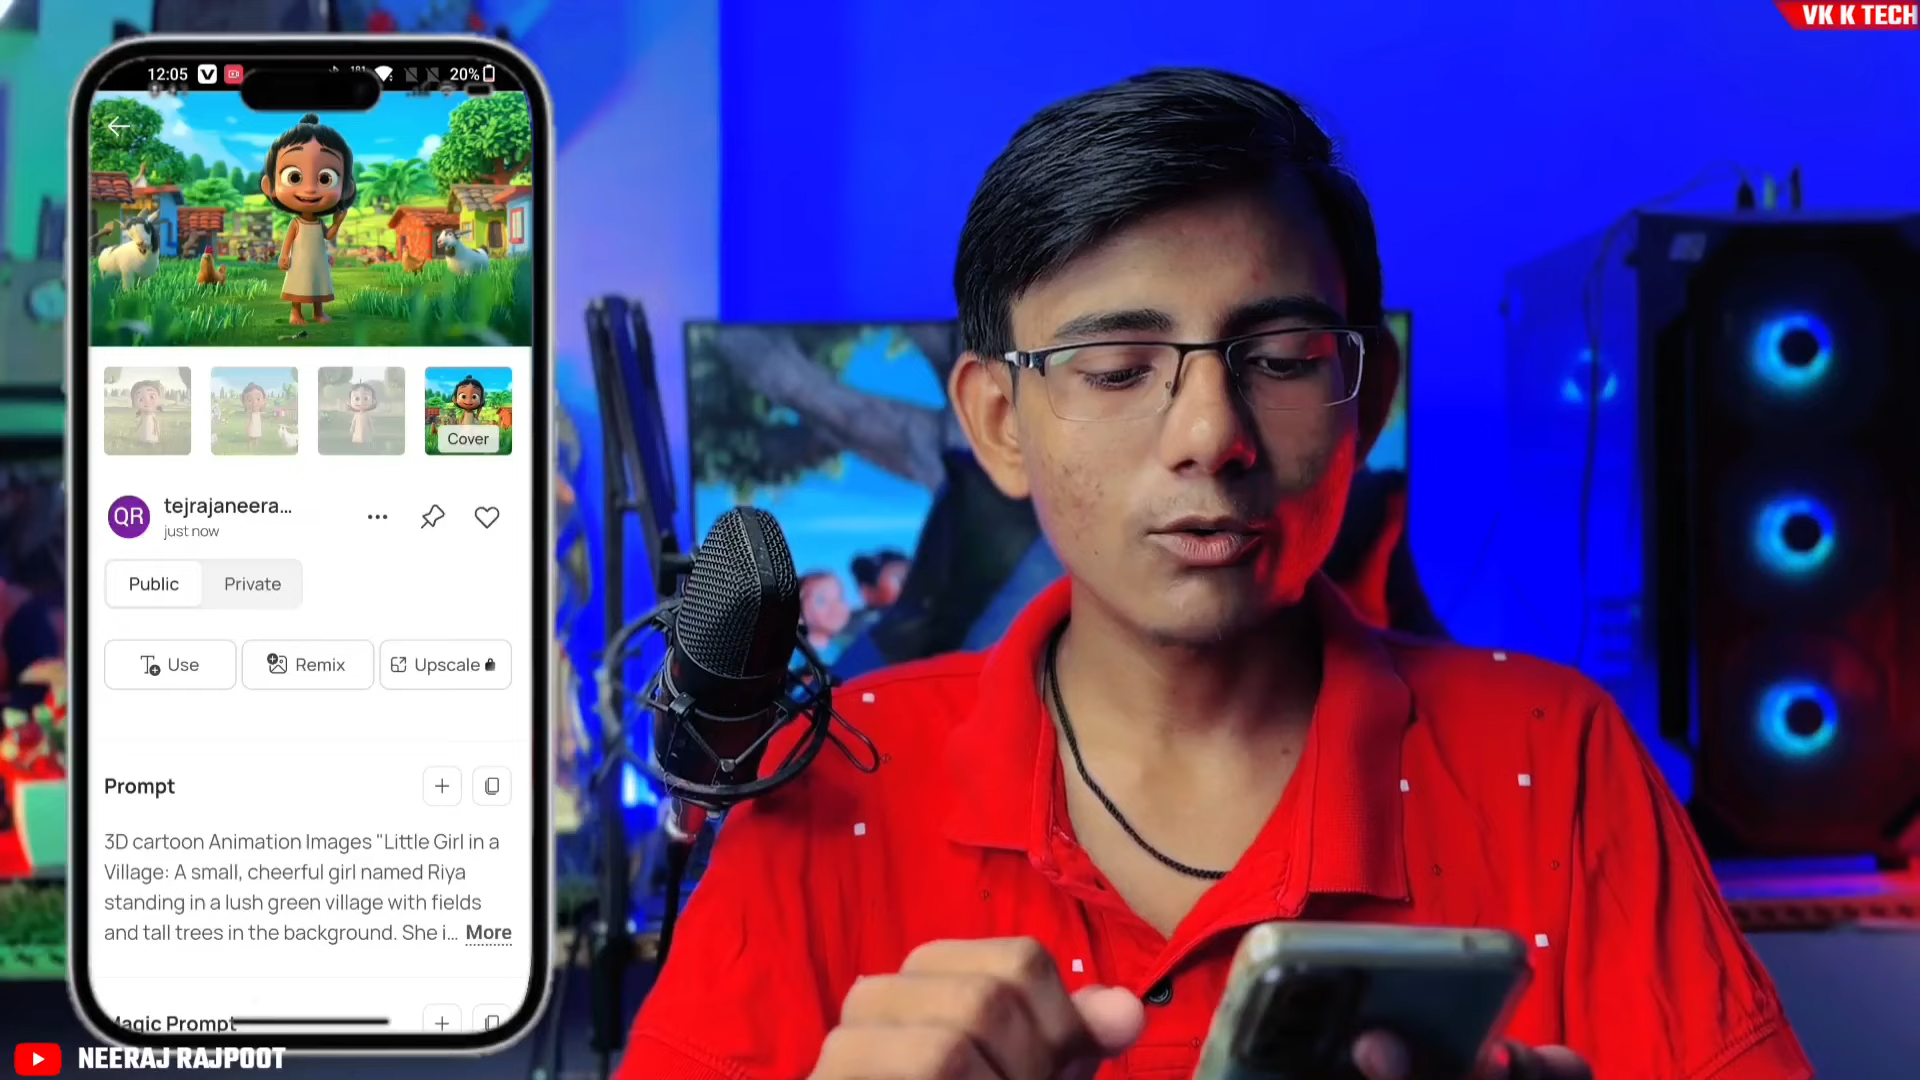 VK K TECH
12:05
20%
Cover
QR
tejrajaneera...
just now
Public
Private
Use
Remix
Upscale
Prompt
3D cartoon Animation Images "Little Girl in a
Village: A small, cheerful girl named Riya
standing in a lush green village with fields
and tall trees in the background. She i... More
Magic Prompt
NEERAJ RAJPOOT